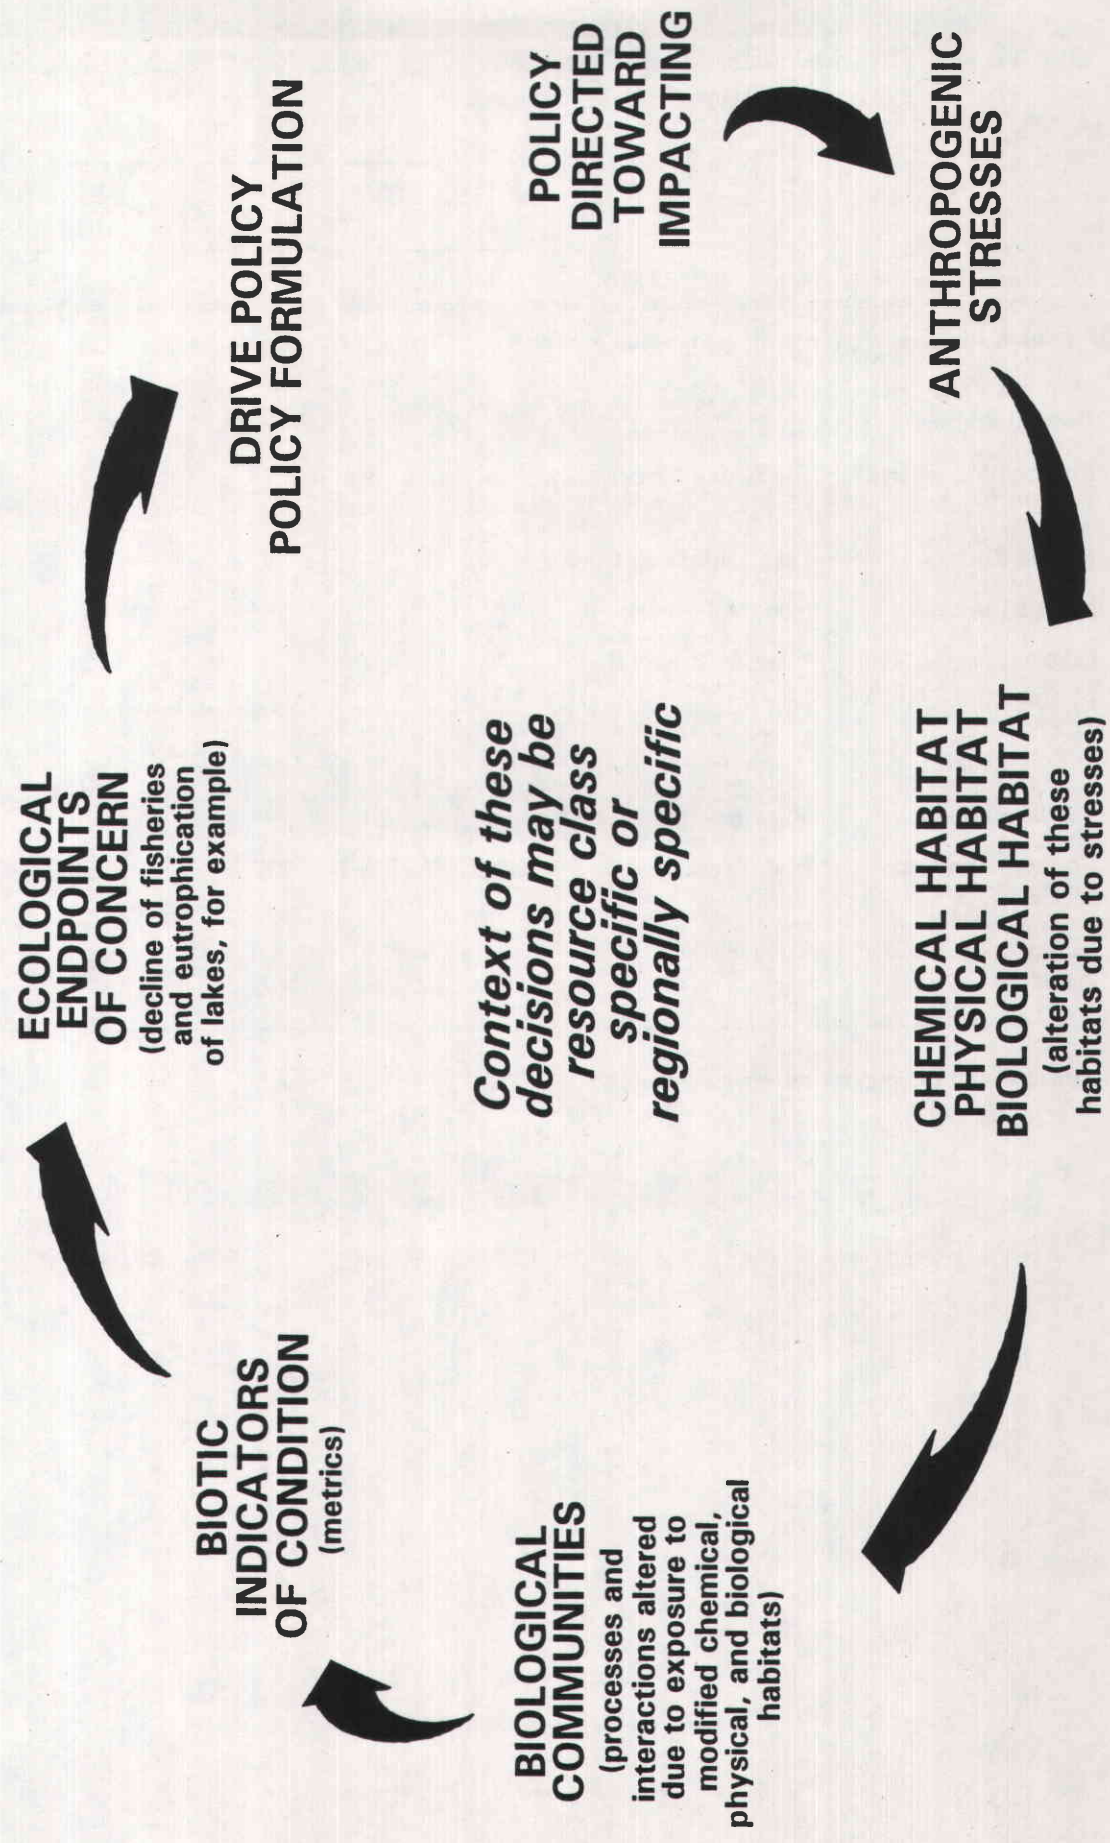 ECOLOGICAL
ENDPOINTS
OF CONCERN
(decline of fisheries
and eutrophication
of lakes, for example)
DRIVE POLICY
POLICY FORMULATION
POLICY
DIRECTED
TOWARD
IMPACTING
ANTHROPOGENIC
STRESSES
CHEMICAL HABITAT
PHYSICAL HABITAT
BIOLOGICAL HABITAT
(alteration of these
habitats due to stresses)
BIOLOGICAL
COMMUNITIES
(processes and
interactions altered
due to exposure to
modified chemical,
physical, and biological
habitats)
BIOTIC
INDICATORS
OF CONDITION
(metrics)
Context of these
decisions may be
resource class
specific or
regionally specific